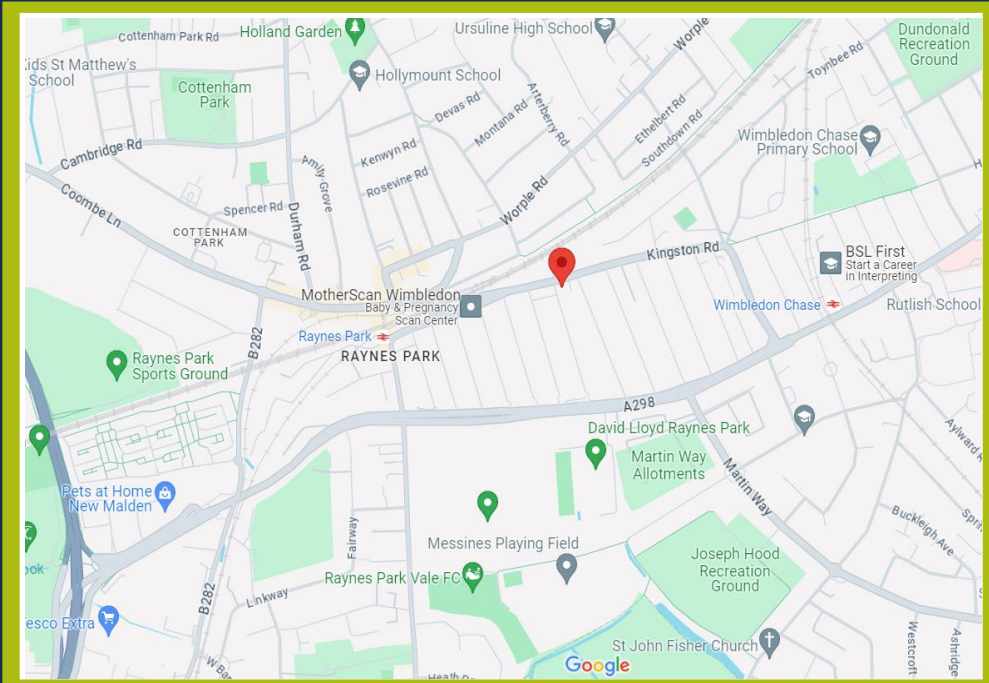 Cottenham Park Rd
Holland Garden
Ursuline High School
Worple
Dundonald
Recreation
Ground
Toynbee Rd
Kids St Matthew's
School
Cottenham
Park
Hollymount School
Devas Rd
Montana Rd
Arterberry Rd
Ethelbert Rd
Southdown Rd
Wimbledon Chase
Primary School
Cambridge Rd
Kenwyn Rd
Amity Grove
Rosevine Rd
Coombe Ln
Spencer Rd
Durham Rd
Worple Rd
COTTENHAM
PARK
Kingston Rd
BSL First
Start a Career
in Interpreting
MotherScan Wimbledon
Baby & Pregnancy
Scan Center
Wimbledon Chase
Rutlish School
Raynes Park
RAYNES PARK
B282
Raynes Park
Sports Ground
A298
David Lloyd Raynes Park
Martin Way
Allotments
Martin Way
Pets at Home
New Malden
Buckleigh Ave
Fairway
Messines Playing Field
Joseph Hood
Recreation
Ground
Raynes Park Vale FC
Linkway
B282
esco Extra
St John Fisher Church
Westcroft
Ashridge
Google